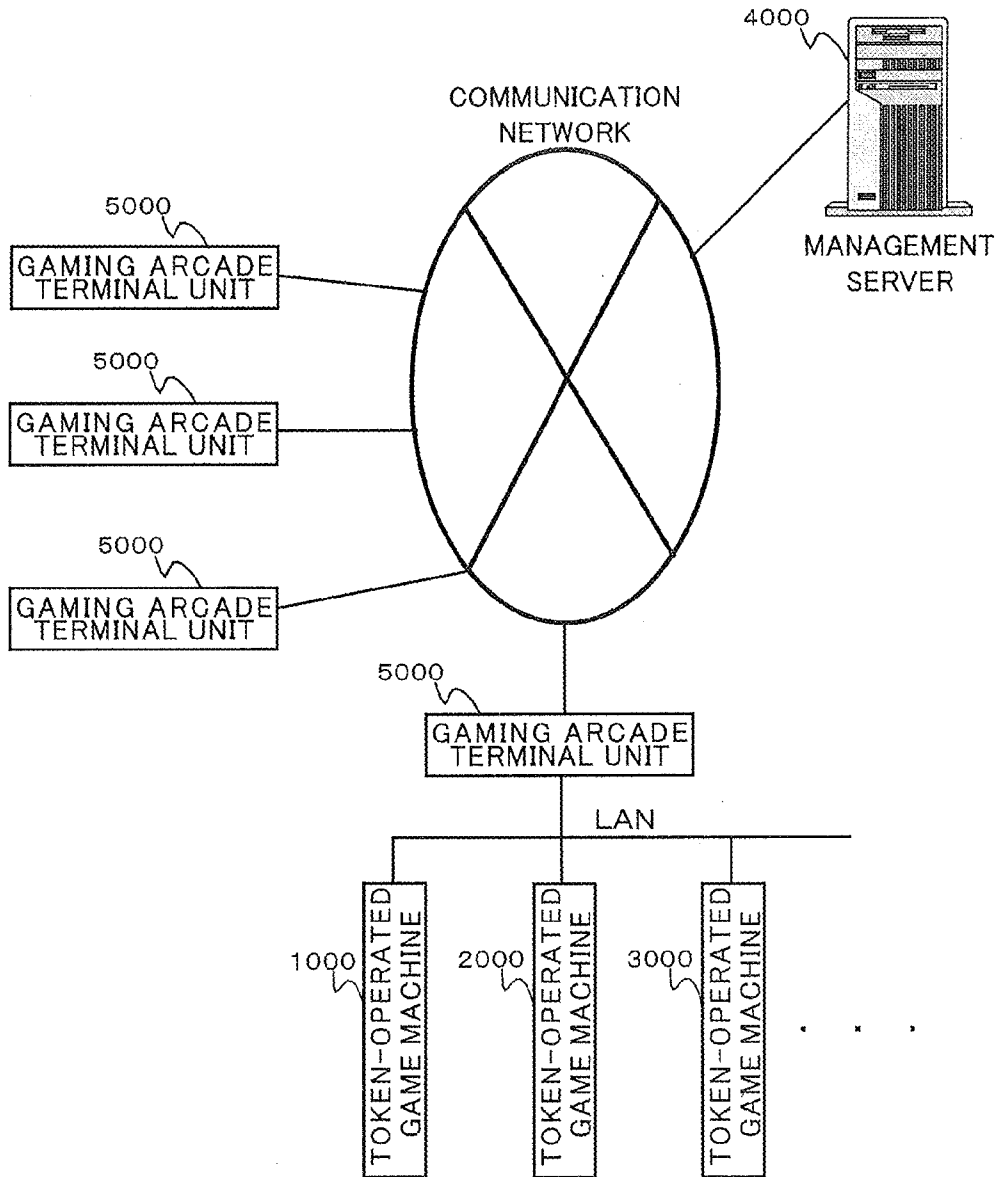 4000
COMMUNICATION
NETWORK
MANAGEMENT
SERVER
5000
GAMING ARCADE
TERMINAL UNIT
5000
GAMING ARCADE
TERMINAL UNIT
5000
GAMING ARCADE
TERMINAL UNIT
5000
GAMING ARCADE
TERMINAL UNIT
LAN
1000
TOKEN-OPERATED
GAME MACHINE
2000
TOKEN-OPERATED
GAME MACHINE
3000
TOKEN-OPERATED
GAME MACHINE
. . .